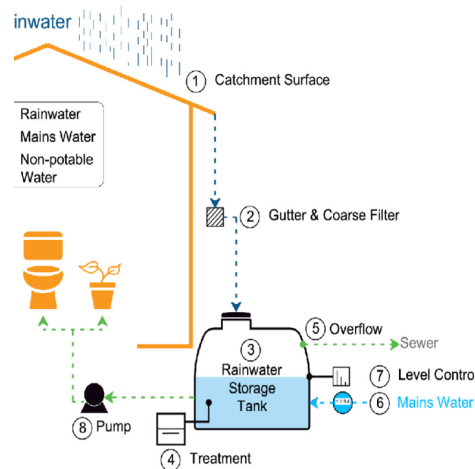 inwater
1 Catchment Surface
Rainwater
Mains Water
Non-potable
Water
2 Gutter & Coarse Filter
5 Overflow
Sewer
3
Rainwater
Storage
Tank
7 Level Contro
6 Mains Water
8 Pump
4 Treatment